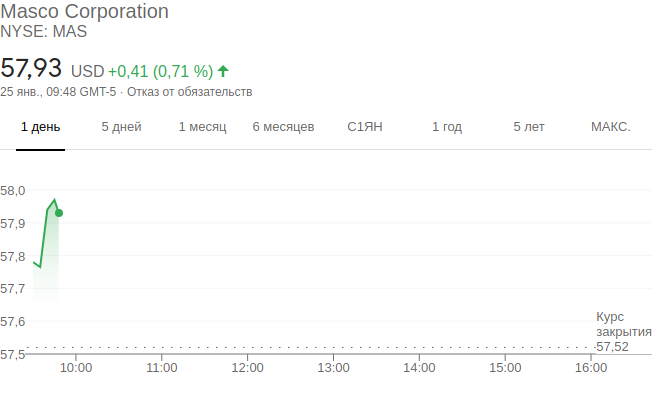 Masco Corporation
NYSE: MAS
57,93 USD +0,41 (0,71 %)
25 янв., 09:48 GMT-5 · Отказ от обязательств
1 день 5 дней 1 месяц 6 месяцев С1ЯН 1 год 5 лет МАКС.
58,0
57,9
57,8
57,7
57,6
Курс
закрытия
57,52
57,5
10:00 11:00 12:00 13:00 14:00 15:00 16:00